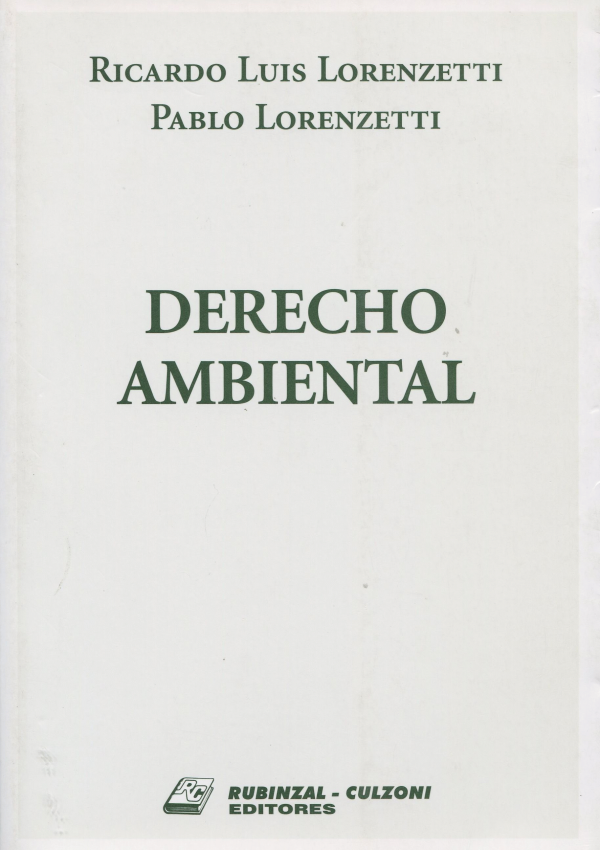 RICARDO LUIS LORENZETTI
PABLO LORENZETTI
DERECHO
AMBIENTAL
RC
RUBINZAL - CULZONI
EDITORES